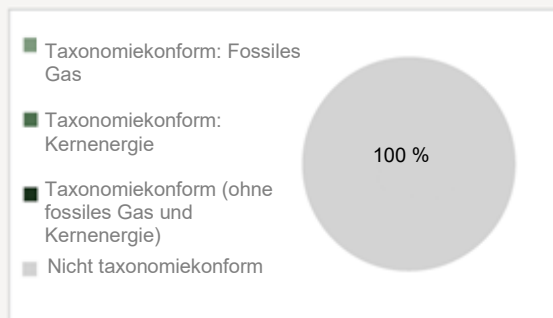 Taxonomiekonform: Fossiles
Gas
Taxonomiekonform:
Kernenergie
Taxonomiekonform (ohne
fossiles Gas und
Kernenergie)
Nicht taxonomiekonform
100 %